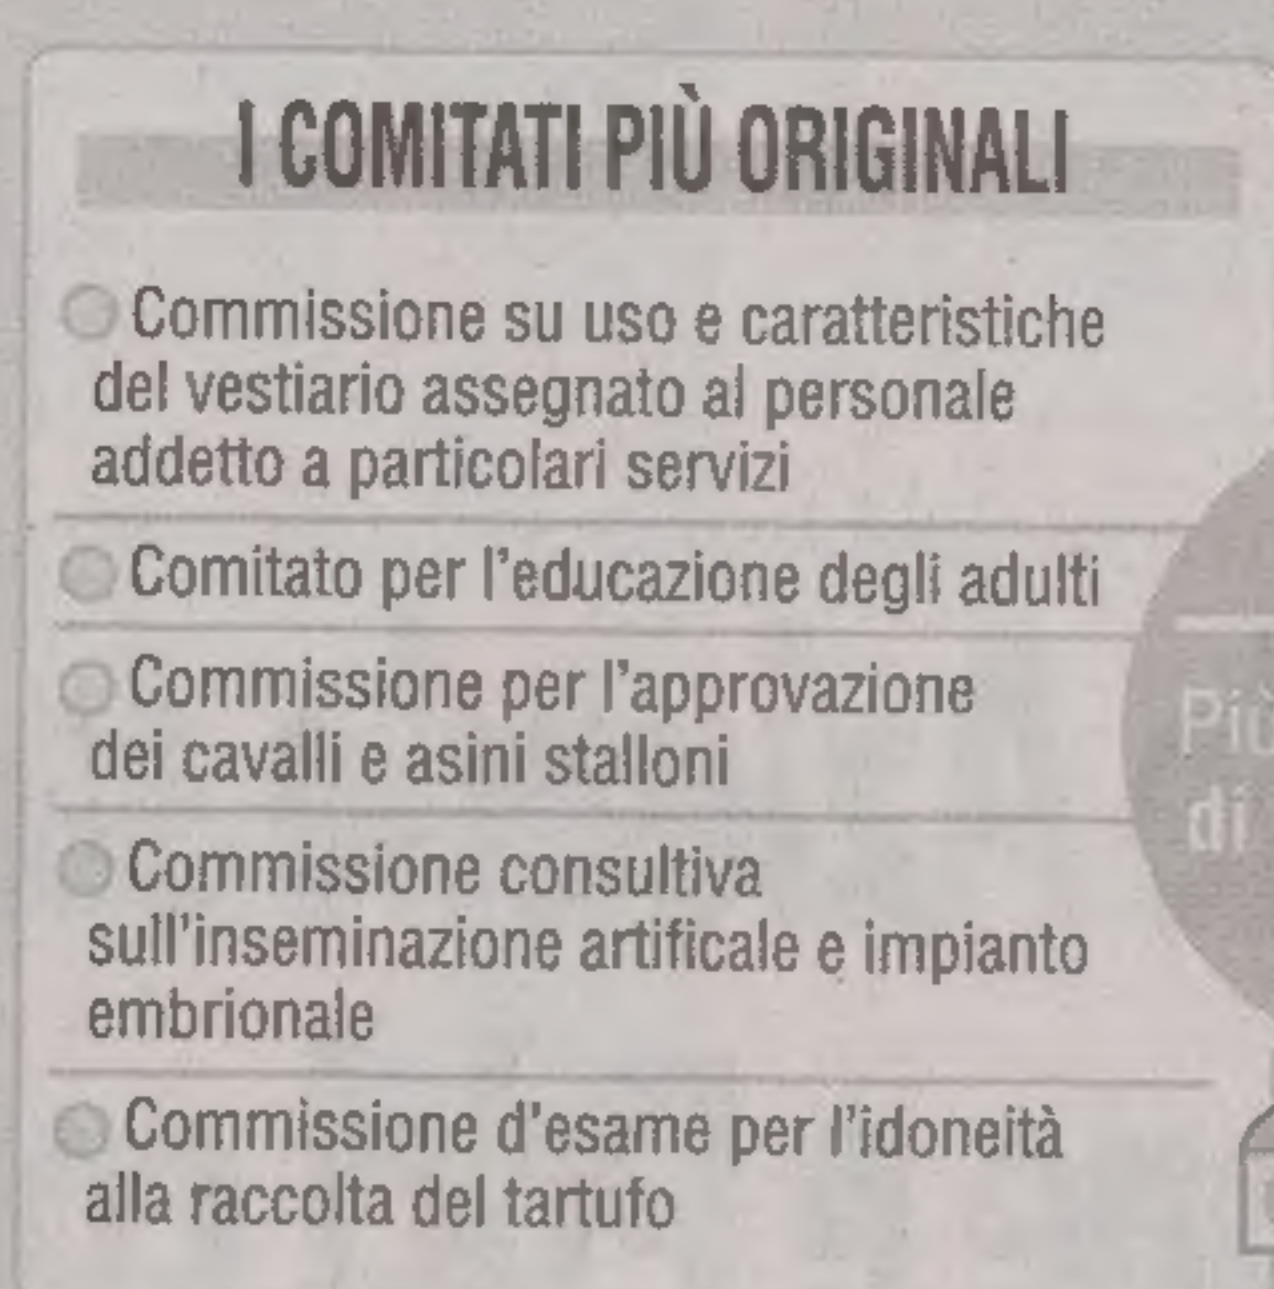 I COMITATI PIÙ ORIGINALI
Commissione su uso e caratteristiche
del vestiario assegnato al personale
addetto a particolari servizi
Comitato per l'educazione degli adulti
Commissione per l'approvazione
dei cavalli e asini stalloni
Commissione consultiva
sull'inseminazione artificale e impianto
embrionale
Commissione d'esame per l'idoneità
alla raccolta del tartufo
Più
di